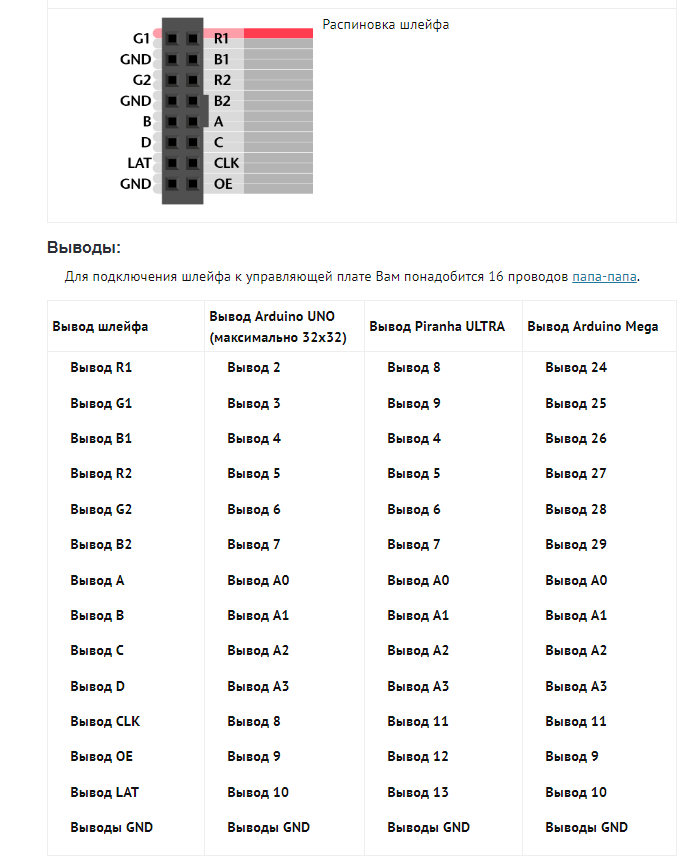 Распиновка шлейфа
G1 R1
GND B1
G2 R2
GND B2
B A
D C
LAT CLK
GND OE
Выводы:
Для подключения шлейфа к управляющей плате Вам понадобится 16 проводов папа-папа.
Вывод шлейфа Вывод Arduino UNO (максимально 32x32) Вывод Piranha ULTRA Вывод Arduino Mega
Вывод R1 Вывод 2 Вывод 8 Вывод 24
Вывод G1 Вывод 3 Вывод 9 Вывод 25
Вывод B1 Вывод 4 Вывод 4 Вывод 26
Вывод R2 Вывод 5 Вывод 5 Вывод 27
Вывод G2 Вывод 6 Вывод 6 Вывод 28
Вывод B2 Вывод 7 Вывод 7 Вывод 29
Вывод A Вывод A0 Вывод A0 Вывод A0
Вывод B Вывод A1 Вывод A1 Вывод A1
Вывод C Вывод A2 Вывод A2 Вывод A2
Вывод D Вывод A3 Вывод A3 Вывод A3
Вывод CLK Вывод 8 Вывод 11 Вывод 11
Вывод OE Вывод 9 Вывод 12 Вывод 9
Вывод LAT Вывод 10 Вывод 13 Вывод 10
Выводы GND Выводы GND Выводы GND Выводы GND